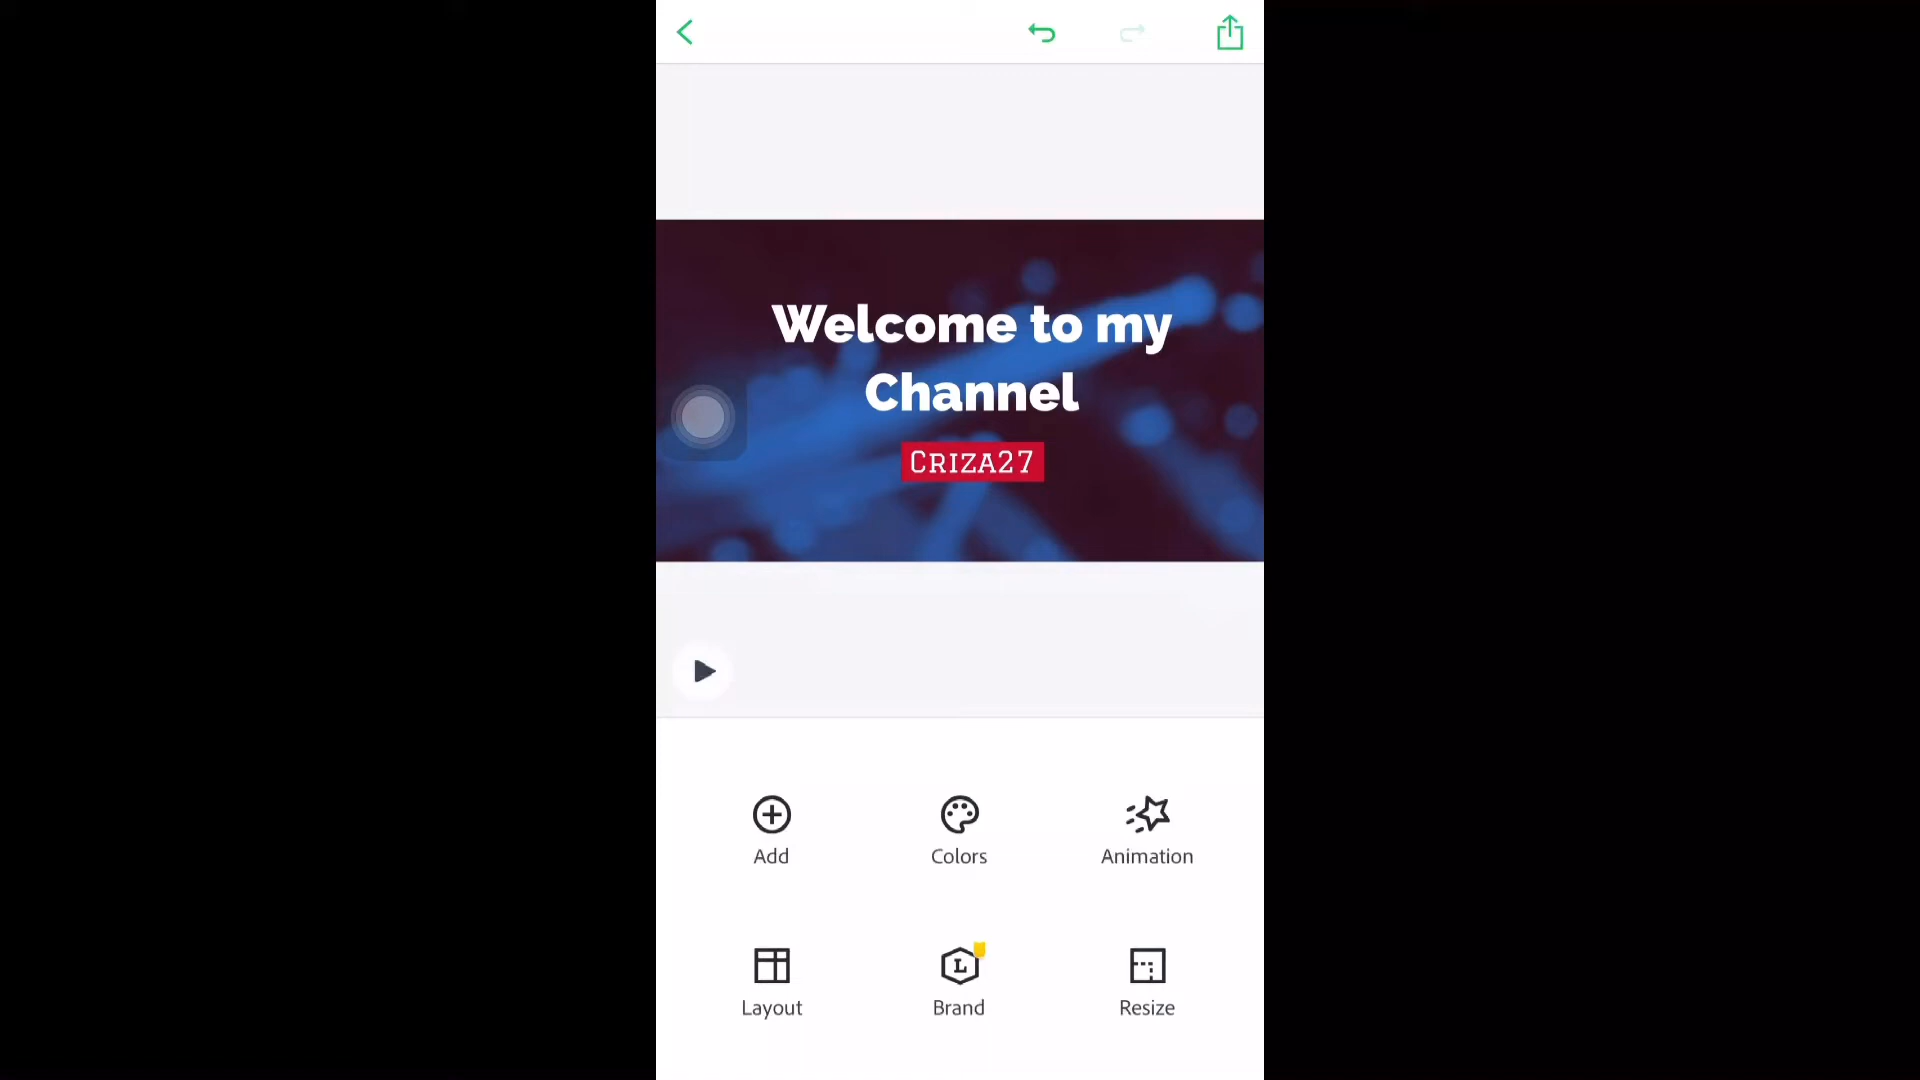 Welcome to my
Channel
CRIZA27
Add
Colors
Animation
Layout
L
Brand
Resize